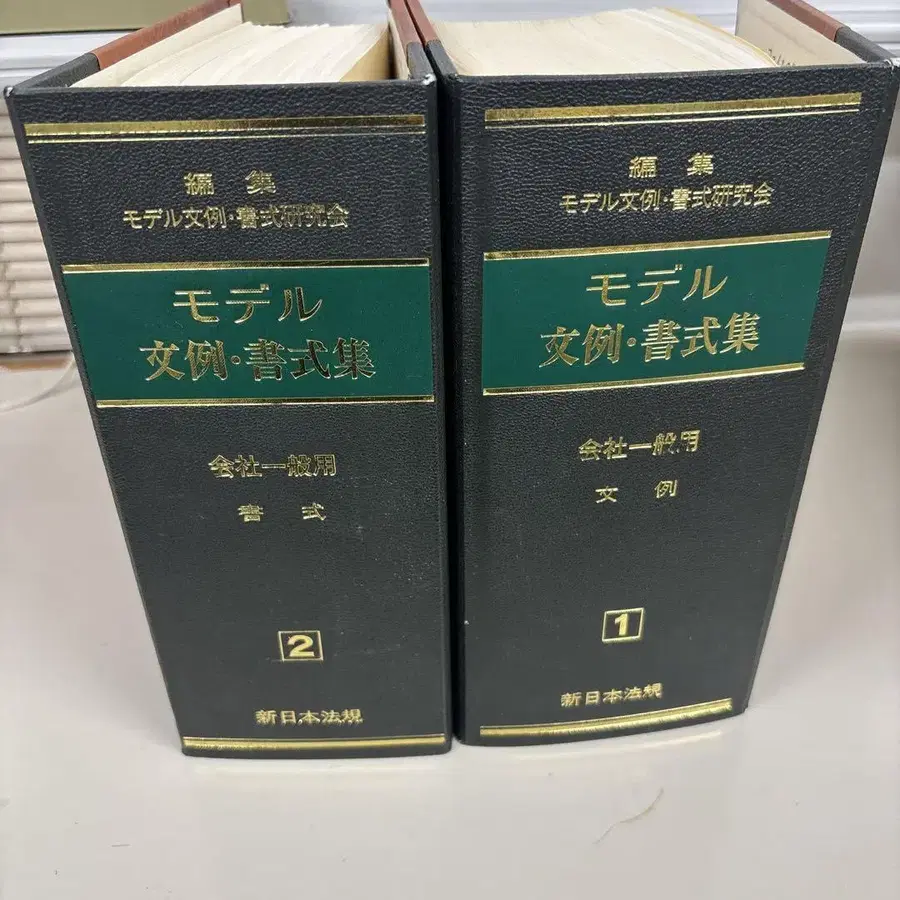 編集
モデル文例・書式研究会
モデル
文例・書式集
会社一般用
書式
2
新日本法規
編集
モデル文例・書式研究会
モデル
文例・書式集
会社一般用
文例
1
新日本法規